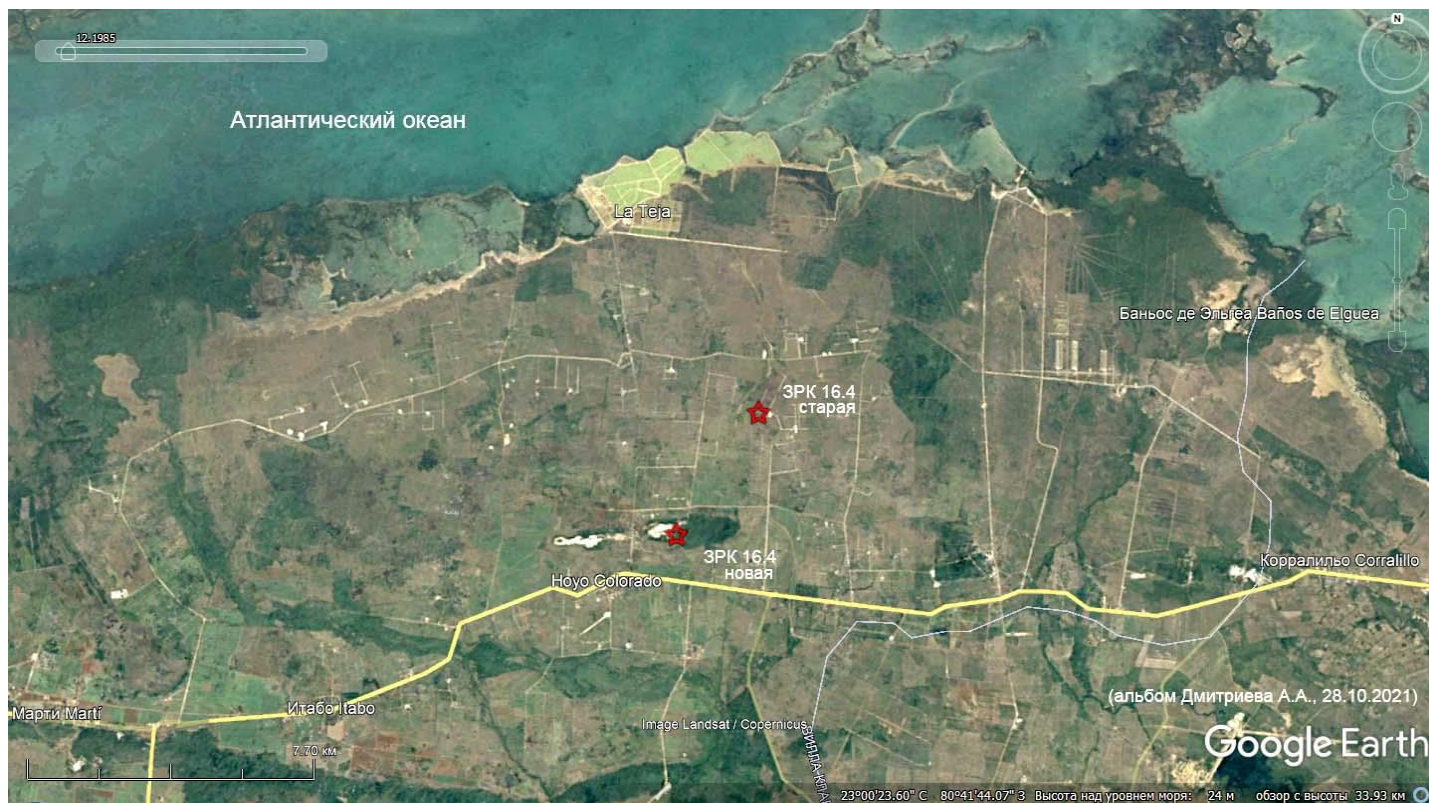 12.1985
N
Атлантический океан
La Teja
Баньос де Эльгеа Baños de Elguea
ЗРК 16.4
старая
ЗРК 16.4
новая
Корралильо Corralillo
Hoyo Colorado
(альбом Дмитриева А.А., 28.10.2021)
Марти Martí
Итабо Itabo
Image Landsat / Copernicus
7.70 км
Google Earth
23°00'23.60" С 80°41'44.07" З Высота над уровнем моря: 24 м обзор с высоты 33.93 км